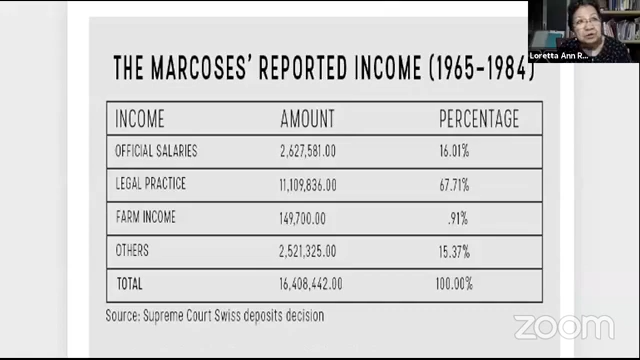 THE MARCOSES' REPORTED INCOME (1965-1984)
Loretta Ann R...
INCOME AMOUNT PERCENTAGE
OFFICIAL SALARIES 2,627,581.00 16.01%
LEGAL PRACTICE 11,109,836.00 67.71%
FARM INCOME 149,700.00 .91%
OTHERS 2,521,325.00 15.37%
TOTAL 16,408,442.00 100.00%
Source: Supreme Court Swiss deposits decision
zoom